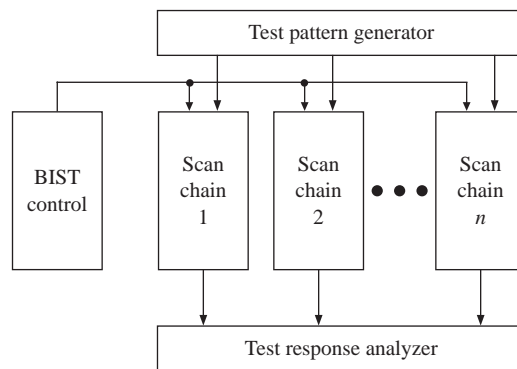 Test pattern generator
BIST
control
Scan
chain
1
Scan
chain
2
Scan
chain
n
Test response analyzer